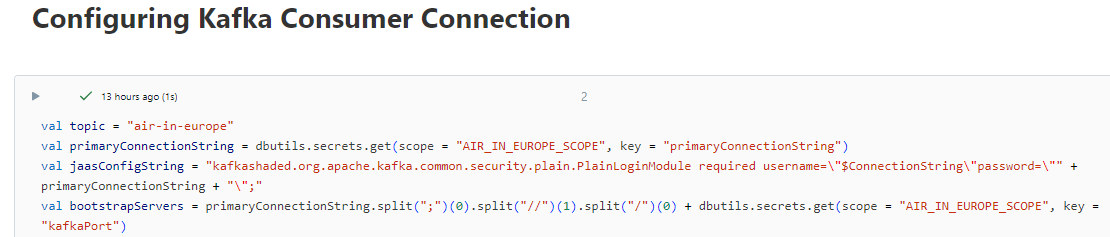 Configuring Kafka Consumer Connection
13 hours ago (1s)
2
val topic = "air-in-europe"
val primaryConnectionString = dbutils.secrets.get(scope = "AIR_IN_EUROPE_SCOPE", key = "primaryConnectionString")
val jaasConfigString = "kafkashaded.org.apache.kafka.common.security.plain.PlainLoginModule required username=\"$ConnectionString\"password=\"" +
primaryConnectionString + "\";"
val bootstrapServers = primaryConnectionString.split(";")(0).split("//")(1).split("/")(0) + dbutils.secrets.get(scope = "AIR_IN_EUROPE_SCOPE", key =
"kafkaPort")